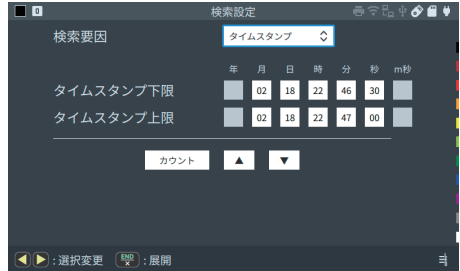 0 検索設定
検索要因 タイムスタンプ
年 月 日 時 分 秒 m秒
タイムスタンプ下限 02 18 22 46 30
タイムスタンプ上限 02 18 22 47 00
カウント ▲ ▼
:選択変更 END × :展開